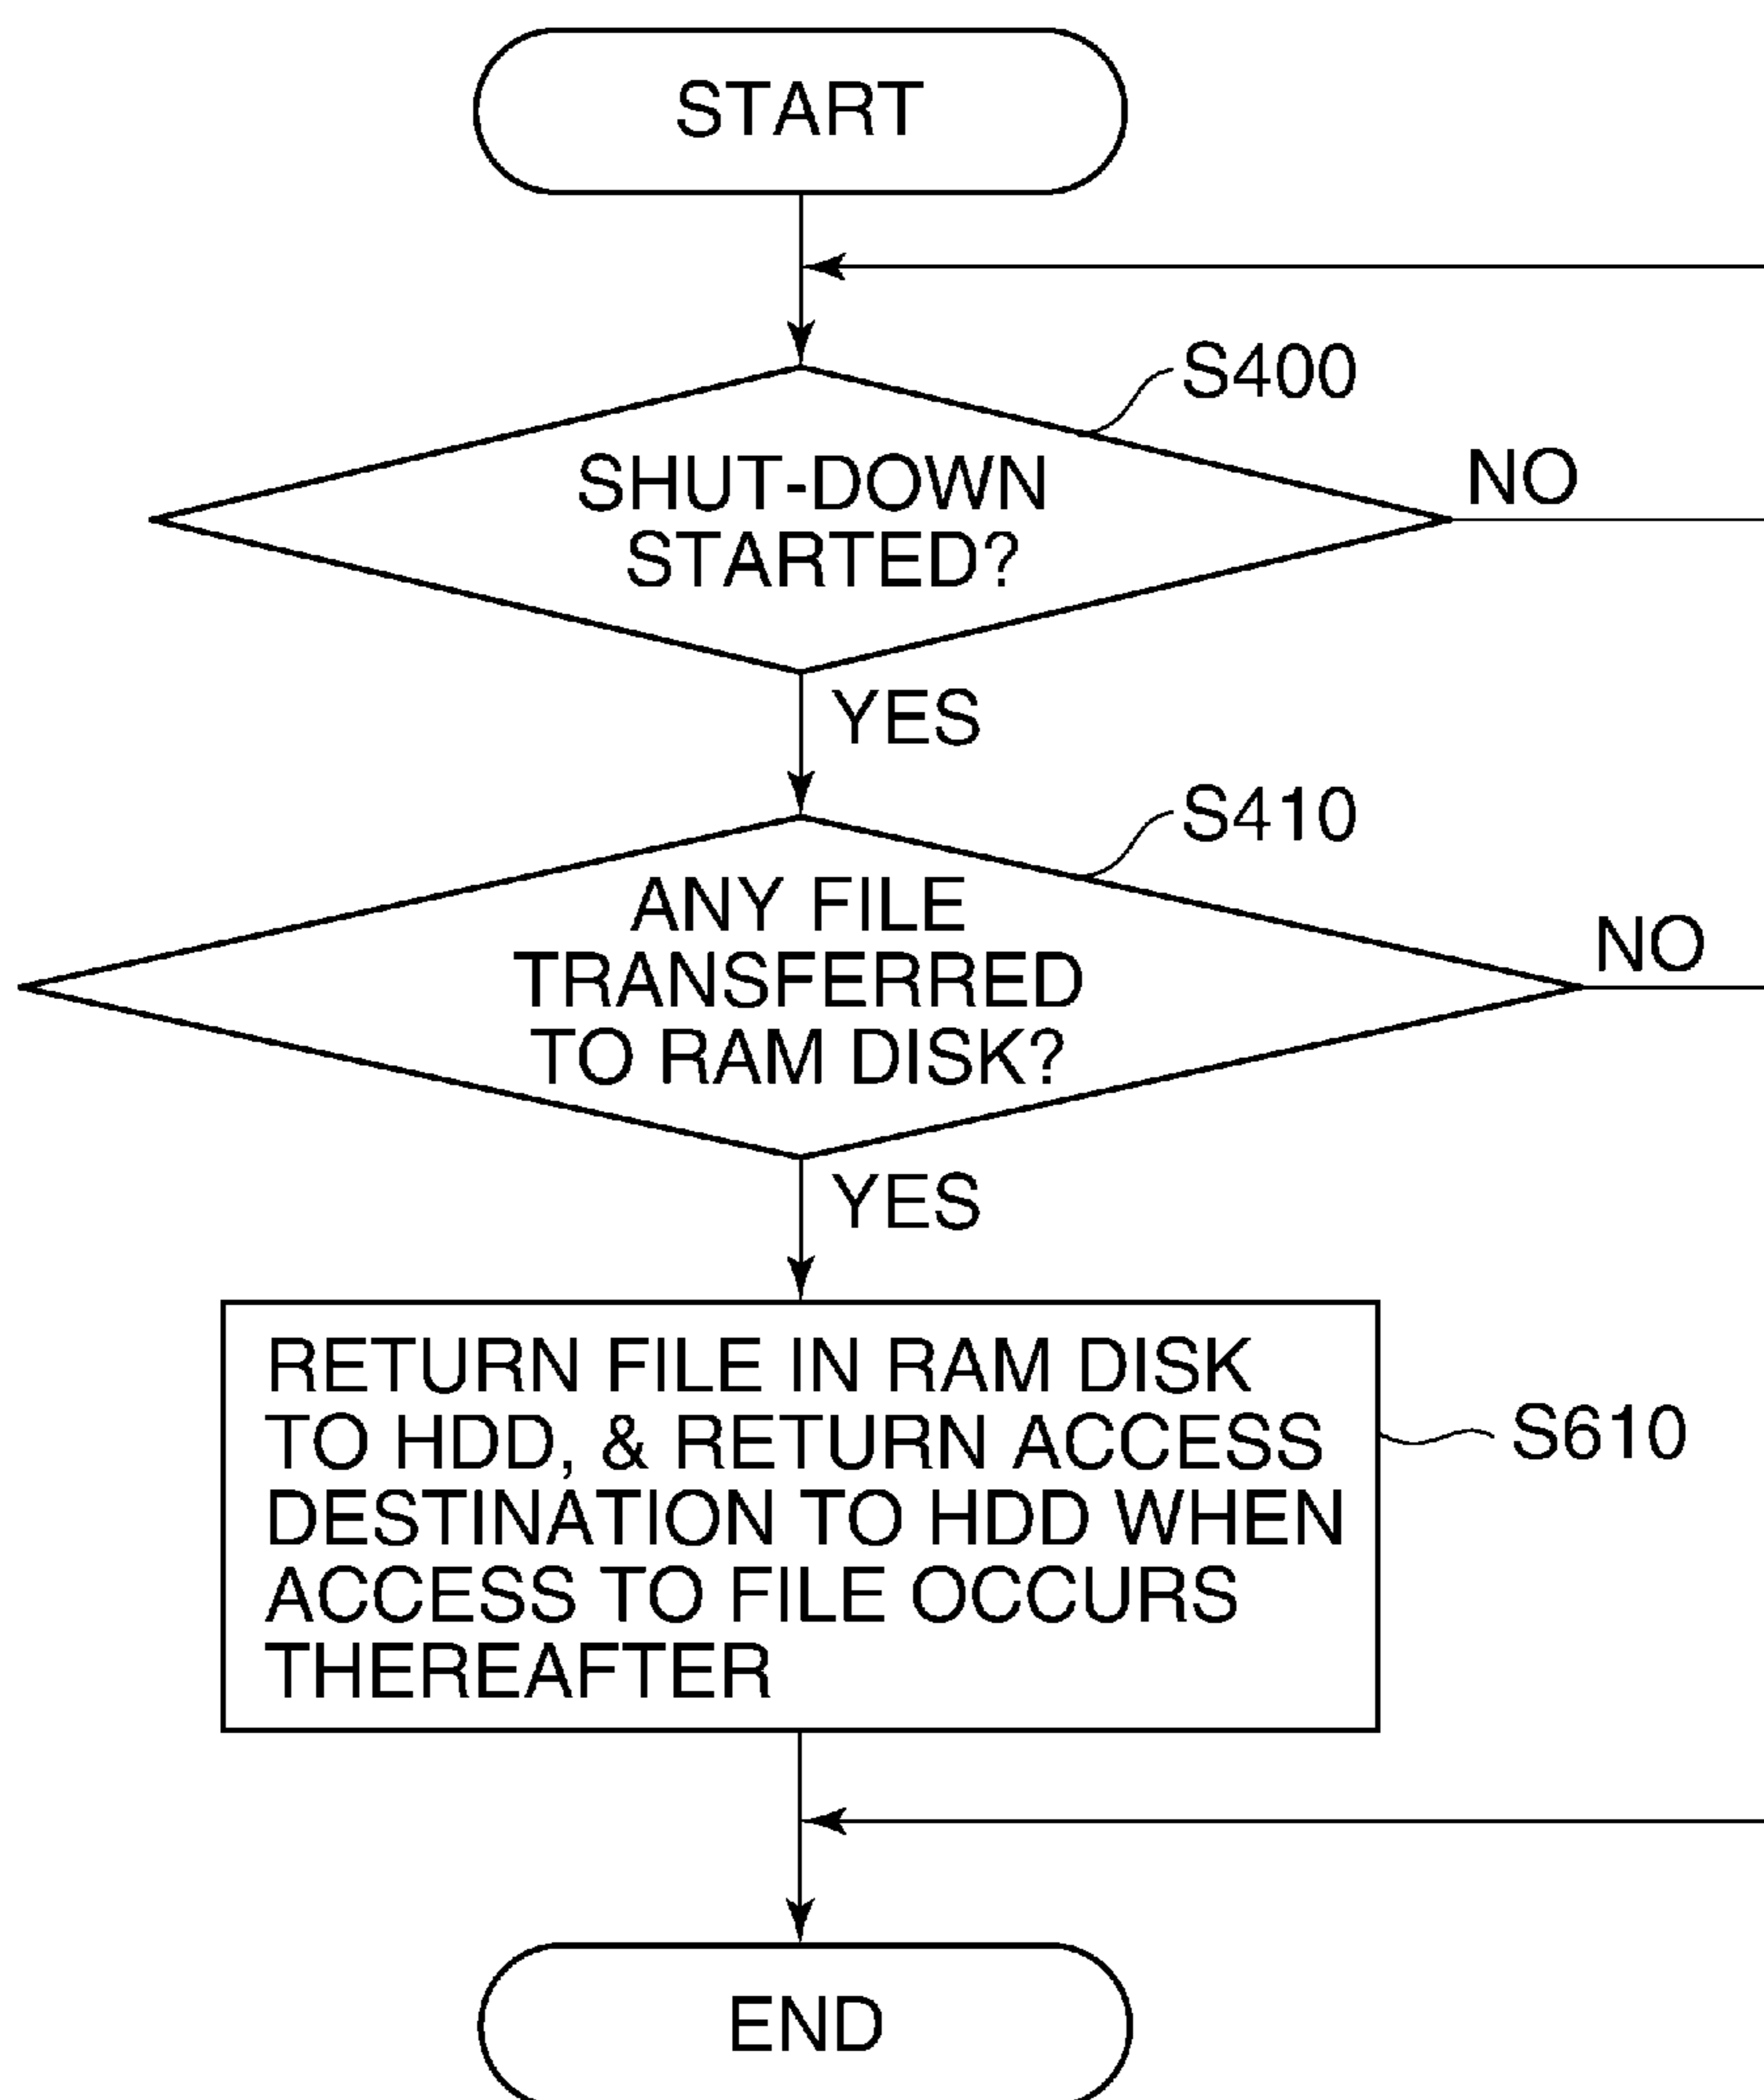 START
S400
SHUT-DOWN
STARTED?
NO
YES
S410
ANY FILE
TRANSFERRED
TO RAM DISK?
NO
YES
RETURN FILE IN RAM DISK
TO HDD, & RETURN ACCESS
DESTINATION TO HDD WHEN
ACCESS TO FILE OCCURS
THEREAFTER
S610
END